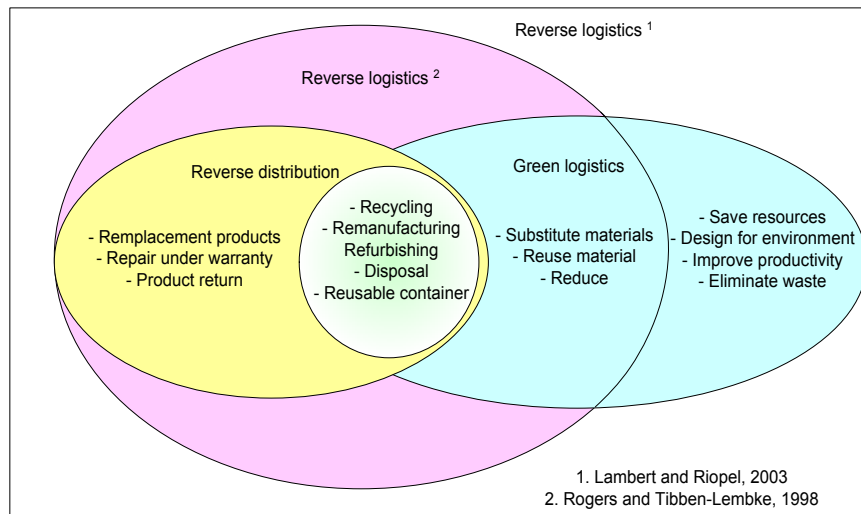 Reverse logistics 1
Reverse logistics 2
Reverse distribution
Green logistics
- Remplacement products
- Repair under warranty
- Product return
- Recycling
- Remanufacturing
Refurbishing
- Disposal
- Reusable container
- Substitute materials
- Reuse material
- Reduce
- Save resources
- Design for environment
- Improve productivity
- Eliminate waste
1. Lambert and Riopel, 2003
2. Rogers and Tibben-Lembke, 1998